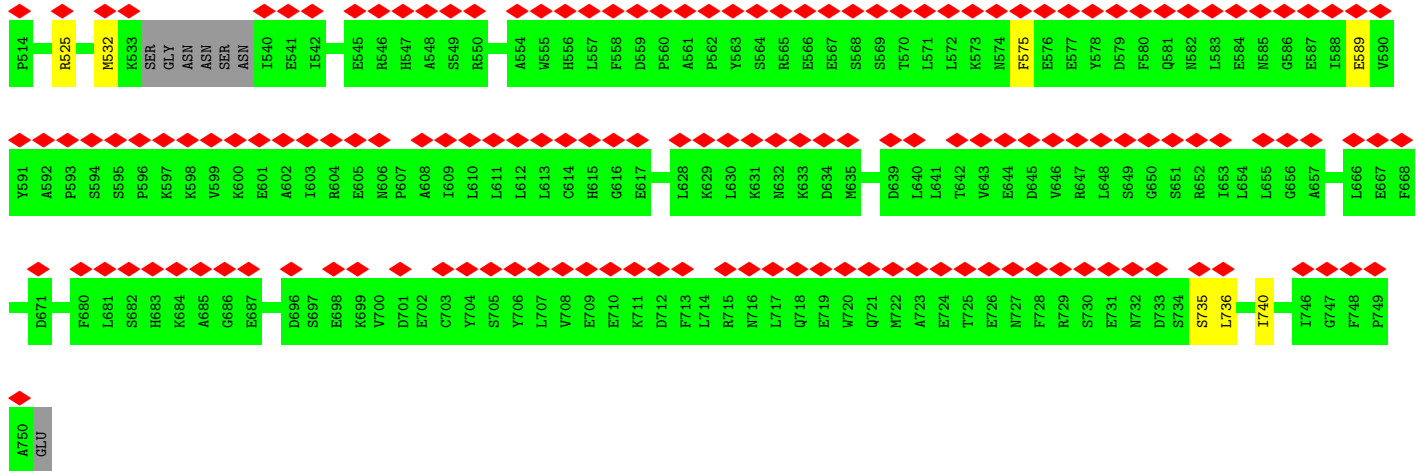 P514 R525 M532 K533 SER GLY ASN ASN SER ASN I540 E541 I542 E545 R546 H547 A548 S549 R550 A554 W555 H556 L557 F558 D559 P560 A561 P562 Y563 S564 R565 E566 E567 S568 S569 T570 L571 L572 K573 N574 F575 E576 E577 Y578 D579 F580 Q581 N582 L583 E584 N585 G586 E587 I588 E589 V590
Y591 A592 P593 S594 S595 P596 K597 K598 V599 K600 E601 A602 I603 R604 E605 N606 P607 A608 I609 L610 L611 L612 L613 C614 H615 G616 E617 L628 K629 L630 K631 N632 K633 D634 M635 D639 L640 L641 T642 V643 E644 D645 V646 R647 L648 S649 G650 S651 R652 I653 L654 L655 G656 A657 L666 E667 F668
D671 F680 L681 S682 H683 K684 A685 G686 E687 D696 S697 E698 K699 V700 D701 E702 C703 Y704 S705 Y706 L707 V708 E709 E710 K711 D712 F713 L714 R715 N716 L717 Q718 E719 W720 Q721 M722 A723 E724 T725 E726 N727 F728 R729 S730 E731 N732 D733 S734 S735 L736 I740 I746 G747 F748 P749
A750 GLU